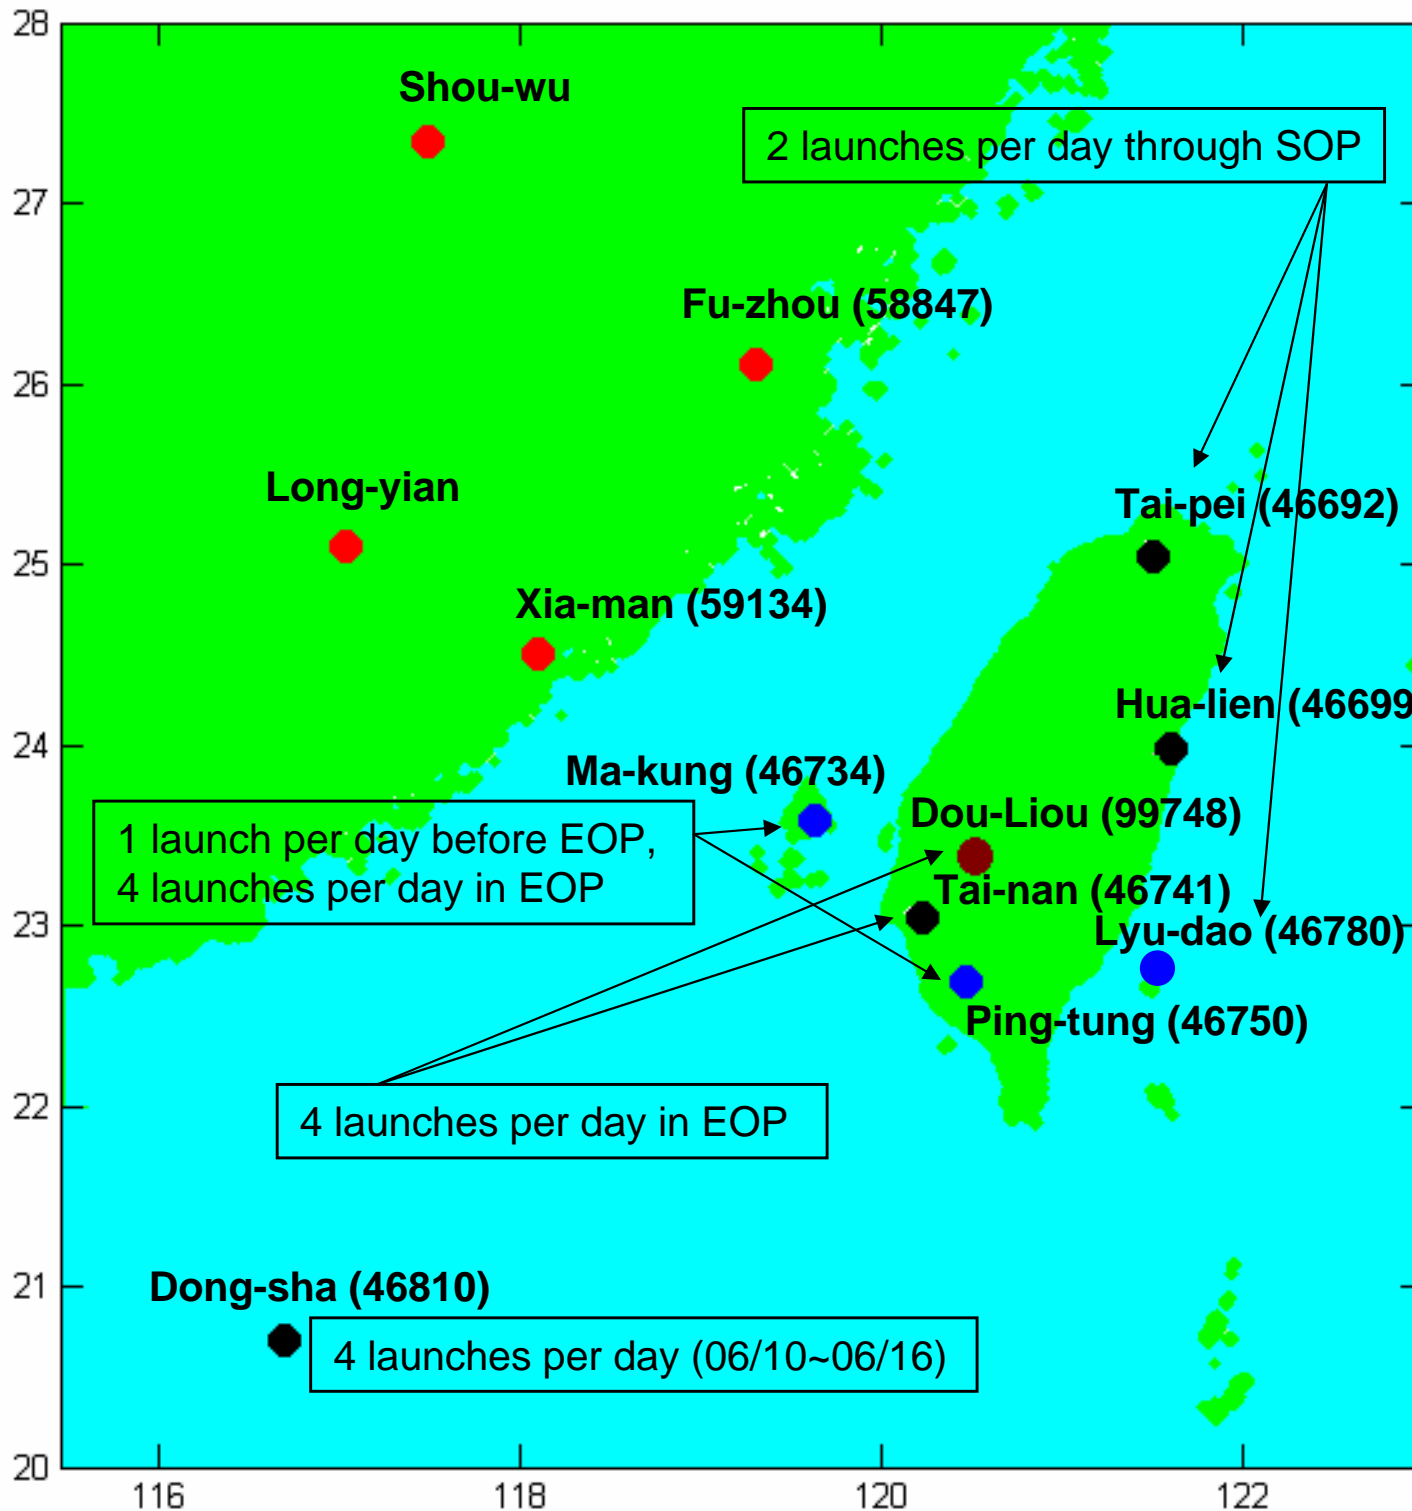 28
Shou-wu
2 launches per day through SOP
27
Fu-zhou (58847)
26
Long-yian
Tai-pei (46692)
25
Xia-man (59134)
Hua-lien (46699
24
Ma-kung (46734)
1 launch per day before EOP,
4 launches per day in EOP
Dou-Liou (99748)
Tai-nan (46741)
23
Lyu-dao (46780)
Ping-tung (46750)
22
4 launches per day in EOP
21
Dong-sha (46810)
4 launches per day (06/10~06/16)
20
116
118
120
122